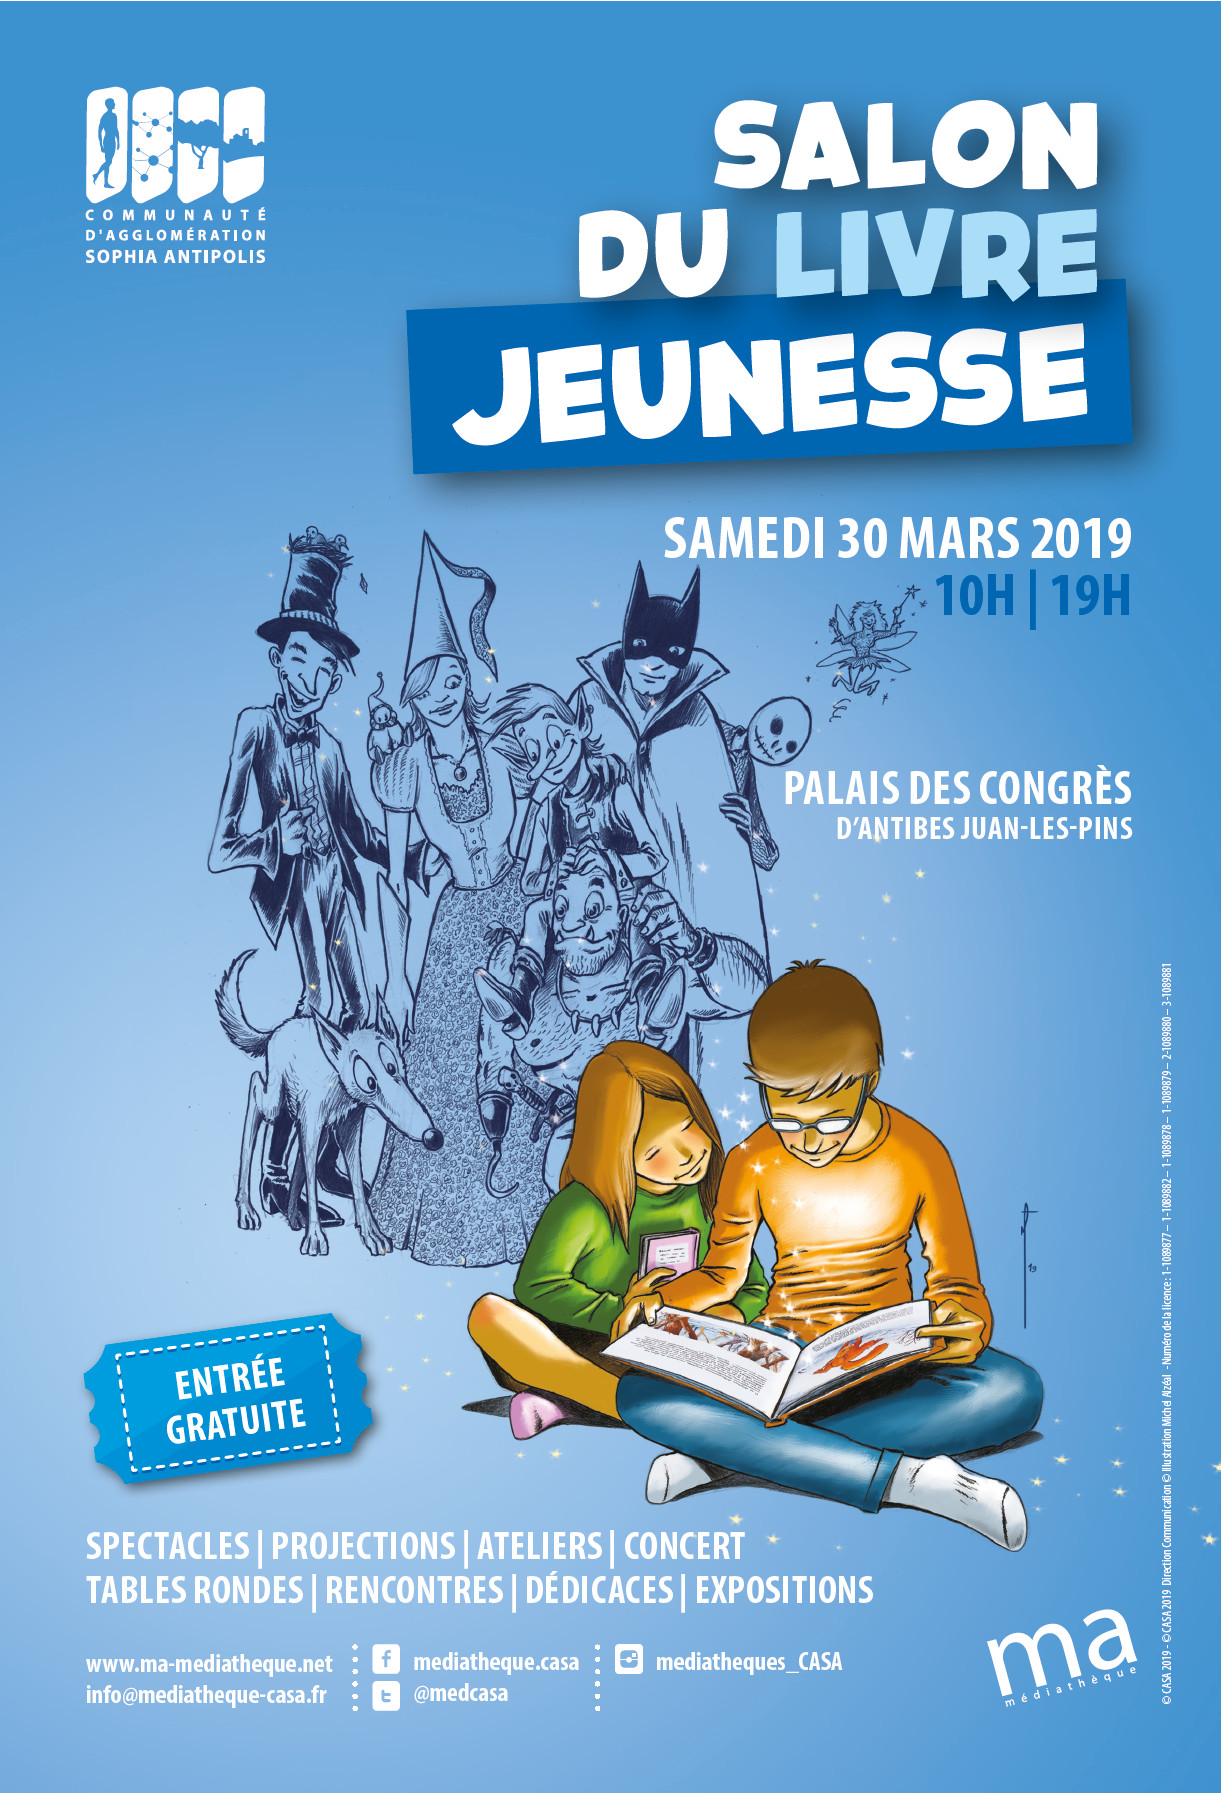 COMMUNAUTÉ
D'AGGLOMÉRATION
SOPHIA ANTIPOLIS
SALON
DU LIVRE
JEUNESSE
SAMEDI 30 MARS 2019
10H | 19H
PALAIS DES CONGRÈS
D'ANTIBES JUAN-LES-PINS
19
ENTRÉE
GRATUITE
SPECTACLES | PROJECTIONS | ATELIERS | CONCERT
TABLES RONDES | RENCONTRES | DÉDICACES | EXPOSITIONS
www.ma-mediatheque.net
info@mediatheque-casa.fr
mediatheque.casa
@medcasa
mediatheques_CASA
ma
médiathèque
© CASA 2019 - © CASA 2019 Direction Communication © Illustration Michel Alzéal - Numéro de la licence : 1-1089877 – 1-1089882 – 1-1089878 – 1-1089879 – 2-1089880 – 3-1089881